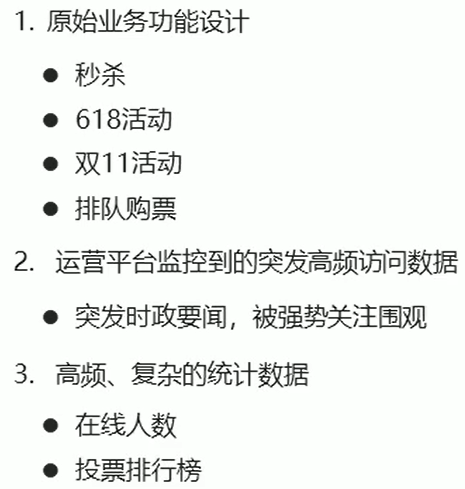 1. 原始业务功能设计
● 秒杀
● 618活动
● 双11活动
● 排队购票
2. 运营平台监控到的突发高频访问数据
● 突发时政要闻，被强势关注围观
3. 高频、复杂的统计数据
● 在线人数
● 投票排行榜